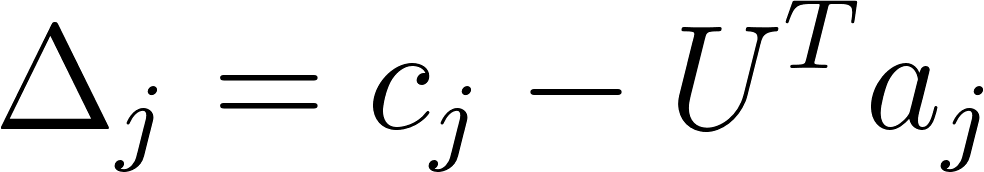 Δ_j = c_j − U^T a_j